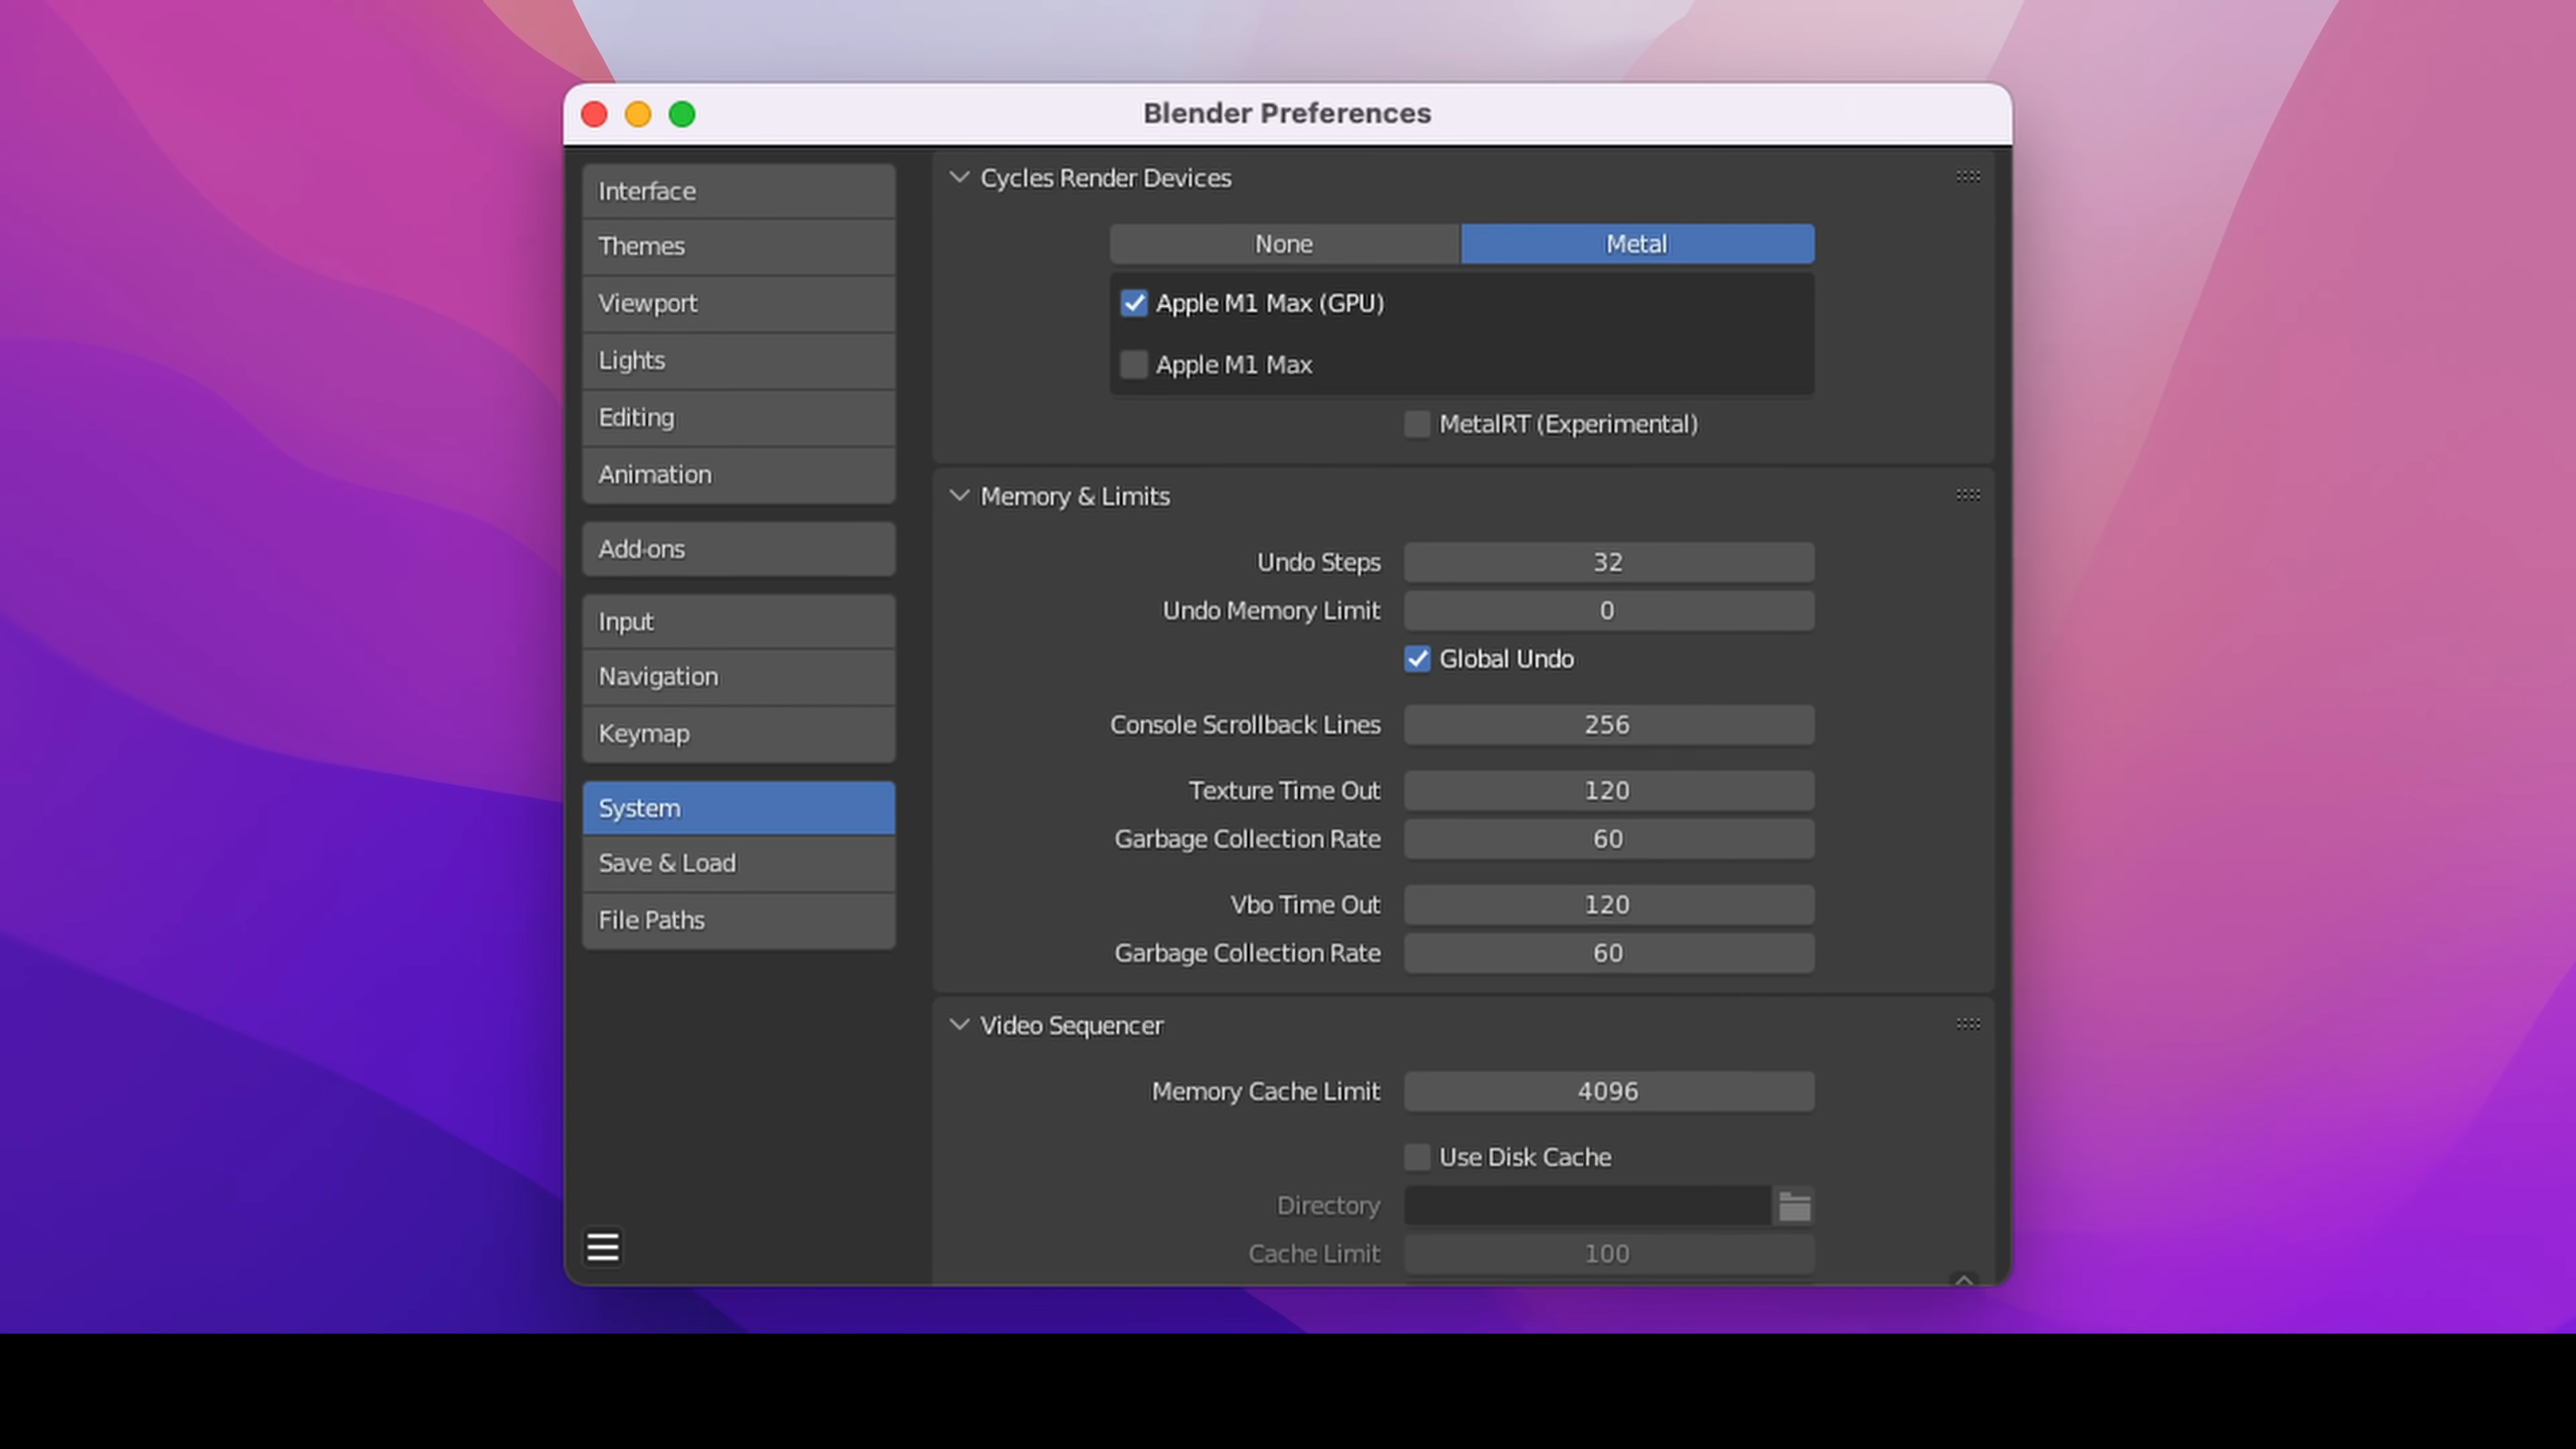 Blender Preferences
Interface
Themes
Viewport
Lights
Editing
Animation
Add-ons
Input
Navigation
Keymap
System
Save & Load
File Paths
Cycles Render Devices
None Metal
Apple M1 Max (GPU)
Apple M1 Max
MetalRT (Experimental)
Memory & Limits
Undo Steps 32
Undo Memory Limit 0
Global Undo
Console Scrollback Lines 256
Texture Time Out 120
Garbage Collection Rate 60
Vbo Time Out 120
Garbage Collection Rate 60
Video Sequencer
Memory Cache Limit 4096
Use Disk Cache
Directory
Cache Limit 100